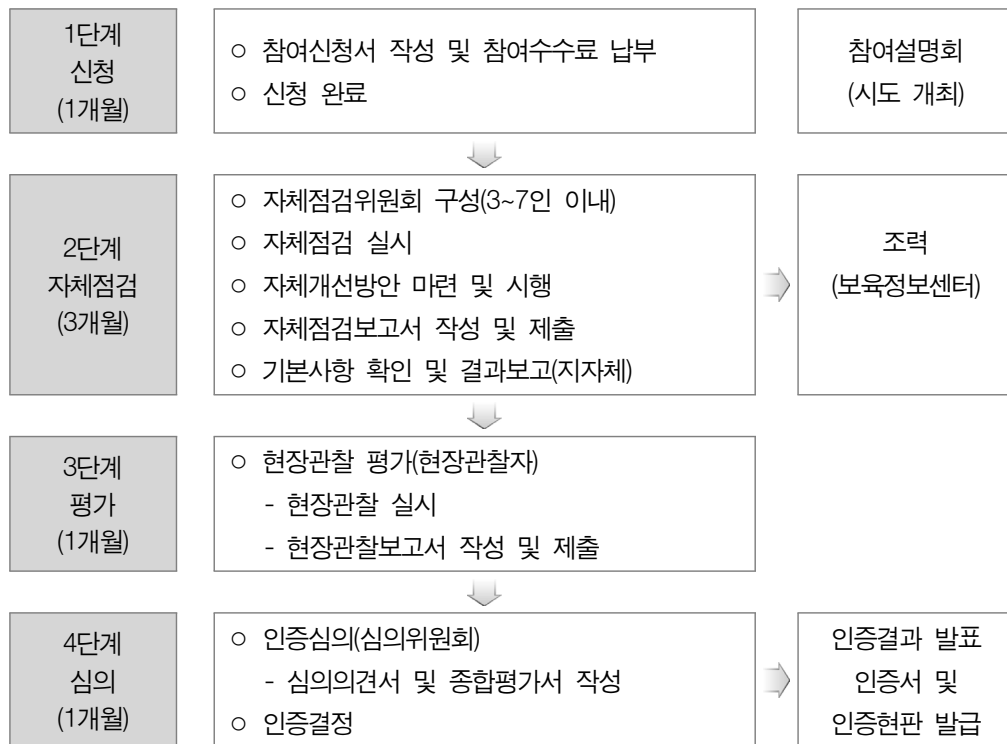 1단계
신청
(1개월)
○ 참여신청서 작성 및 참여수수료 납부
○ 신청 완료
참여설명회
(시도 개최)
2단계
자체점검
(3개월)
○ 자체점검위원회 구성(3~7인 이내)
○ 자체점검 실시
○ 자체개선방안 마련 및 시행
○ 자체점검보고서 작성 및 제출
○ 기본사항 확인 및 결과보고(지자체)
조력
(보육정보센터)
3단계
평가
(1개월)
○ 현장관찰 평가(현장관찰자)
- 현장관찰 실시
- 현장관찰보고서 작성 및 제출
4단계
심의
(1개월)
○ 인증심의(심의위원회)
- 심의의견서 및 종합평가서 작성
○ 인증결정
인증결과 발표
인증서 및
인증현판 발급